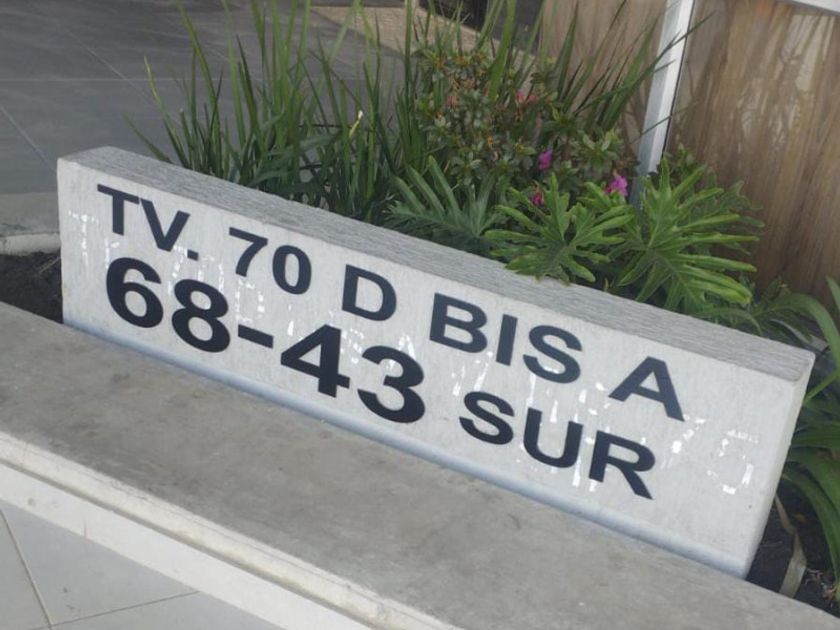 TV. 70 D BIS A
68-43 SUR